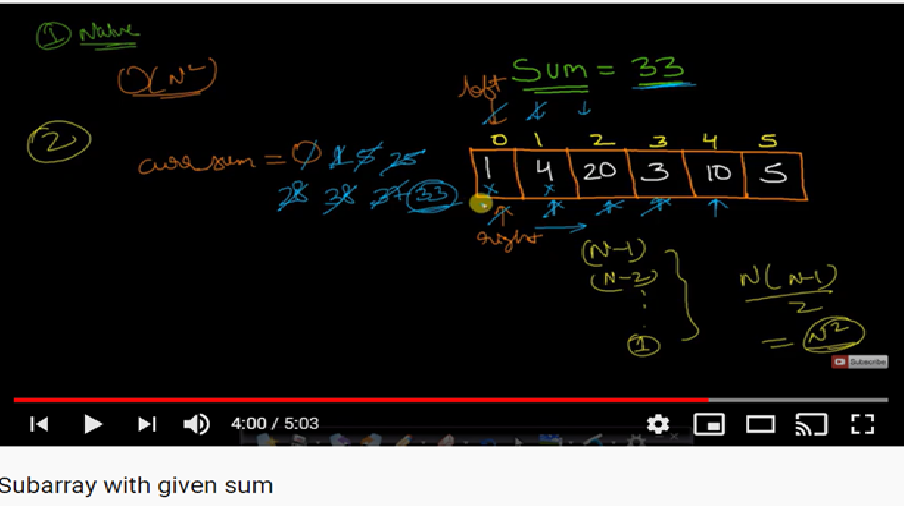 ① Naive
O(N²)
Sum = 33
left
②
0 1 2 3 4 5
curr sum = 0 1 5 25
1 4 20 3 10 5
28 38 37 33
right
(N-1)
(N-2)
N(N-1)
2
1
= N²
Subscribe
4:00 / 5:03
Subarray with given sum